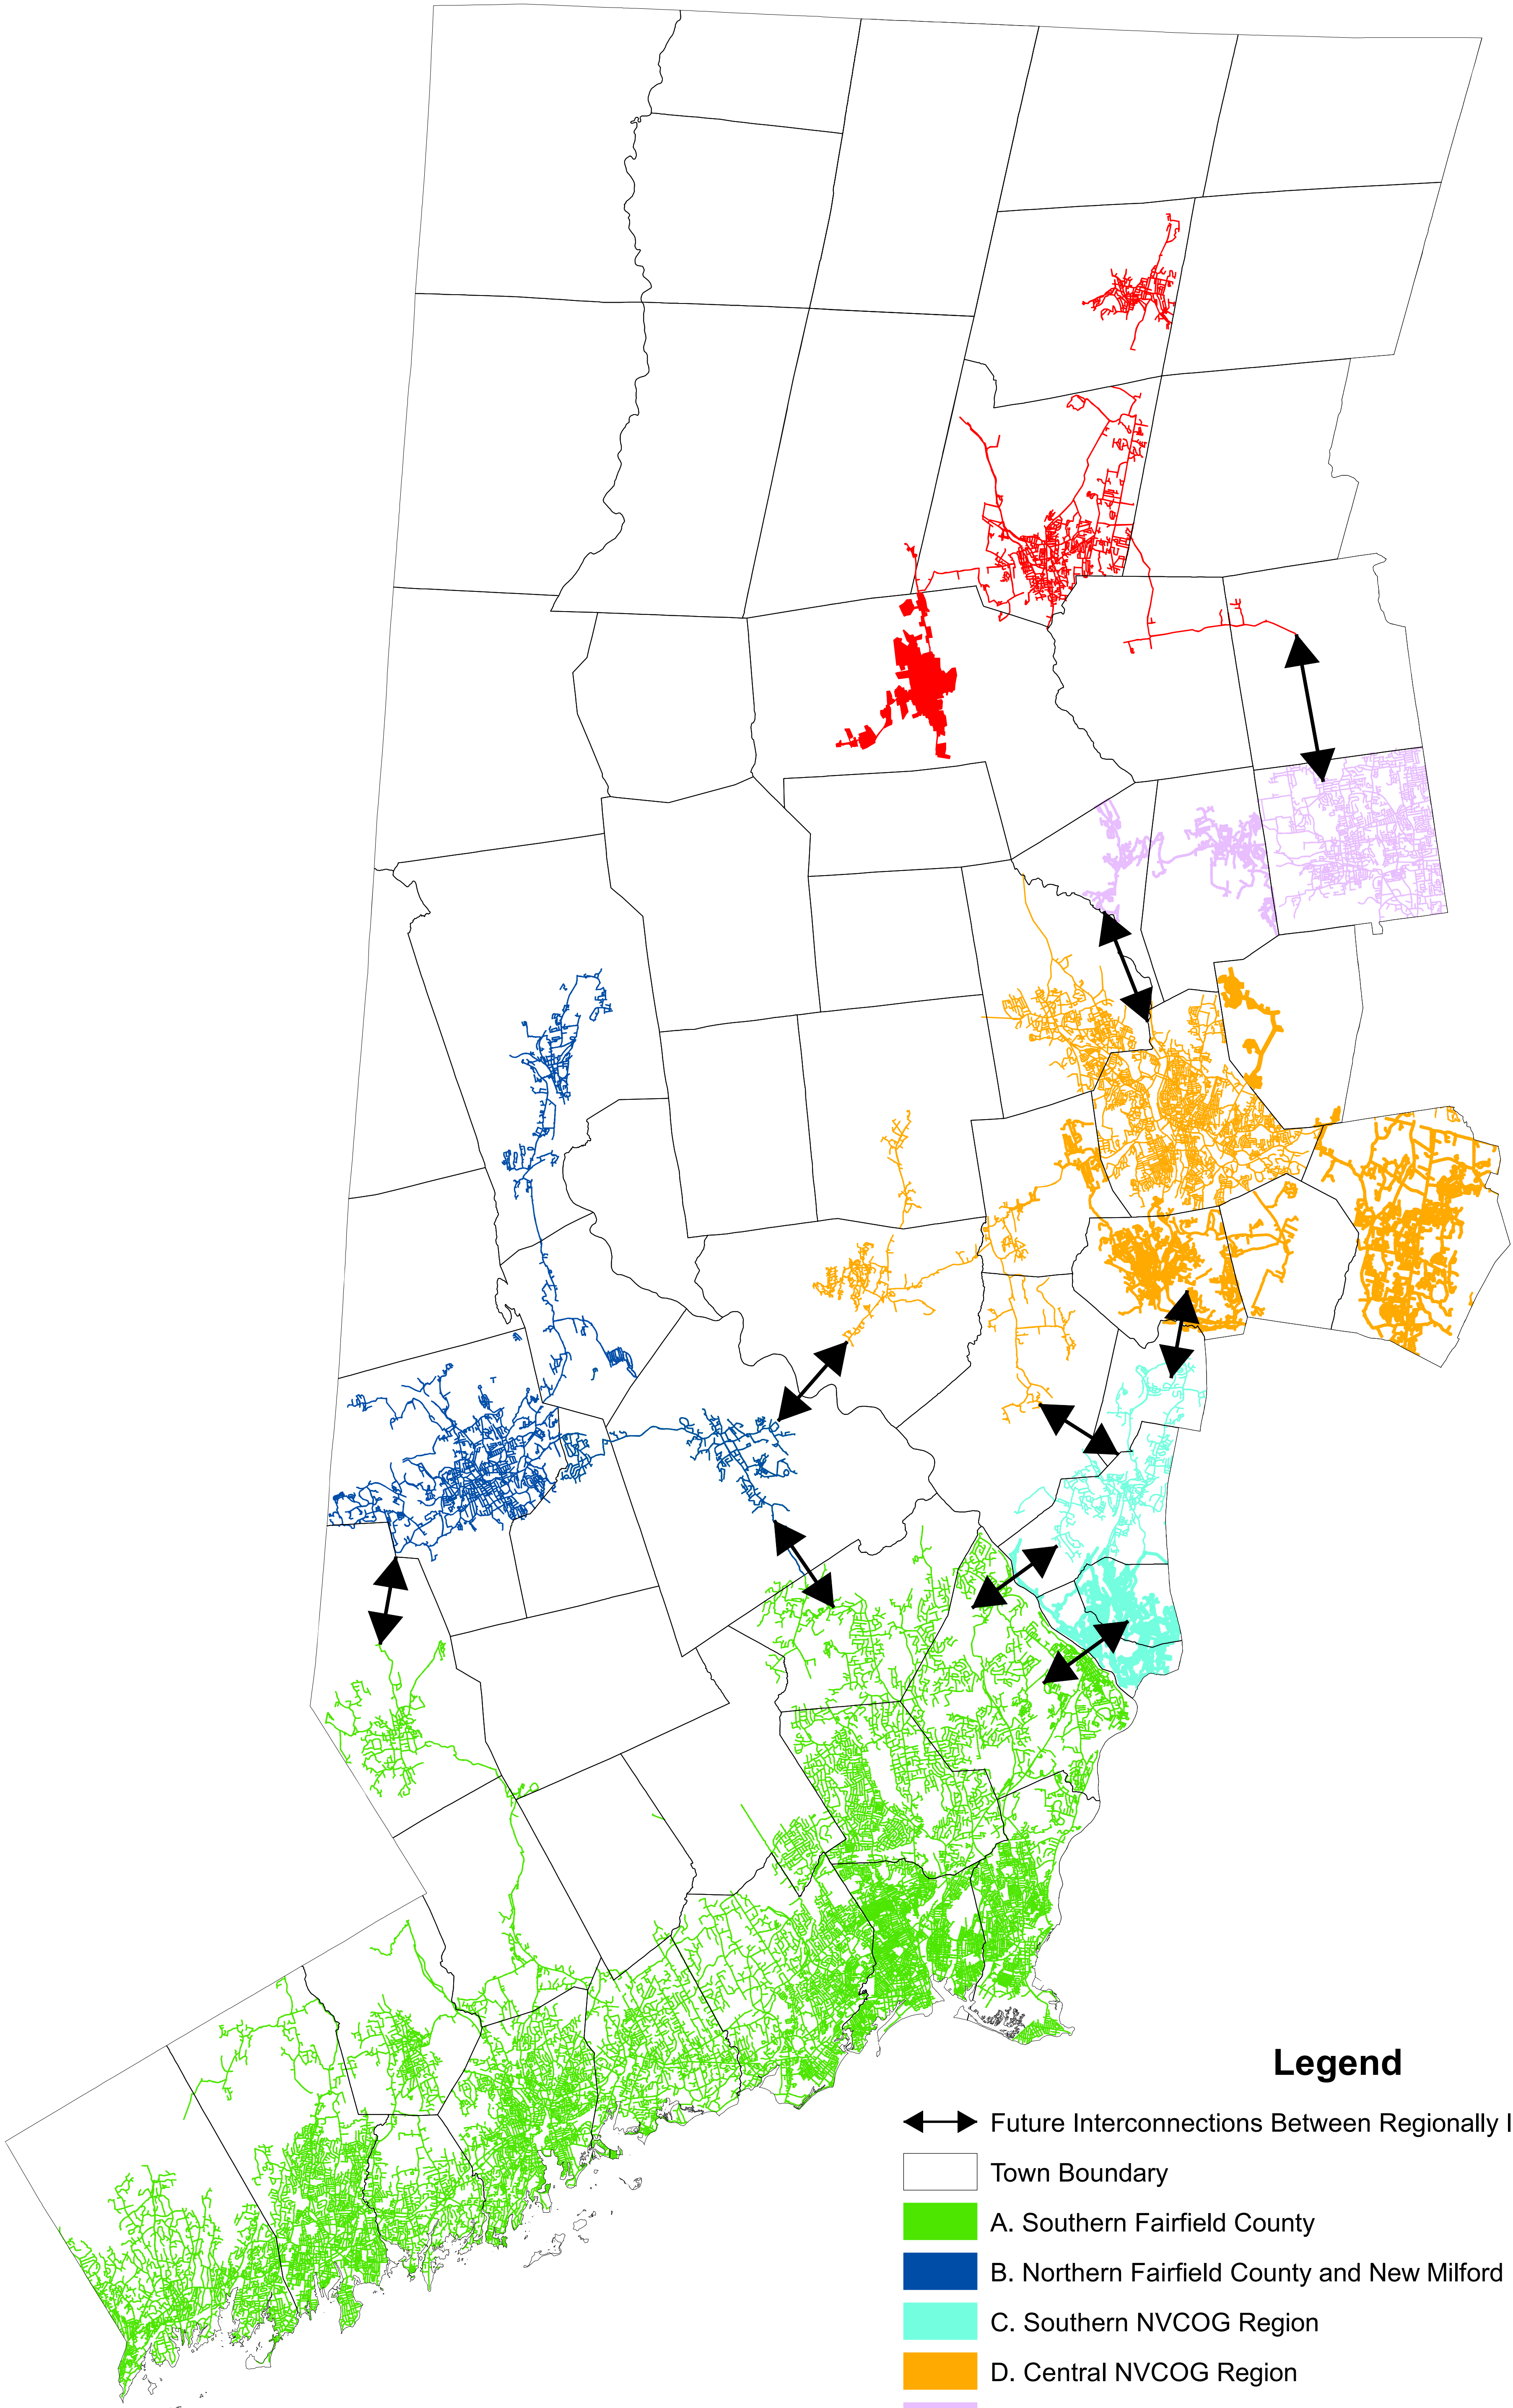 Legend
Future Interconnections Between Regionally I
Town Boundary
A. Southern Fairfield County
B. Northern Fairfield County and New Milford
C. Southern NVCOG Region
D. Central NVCOG Region